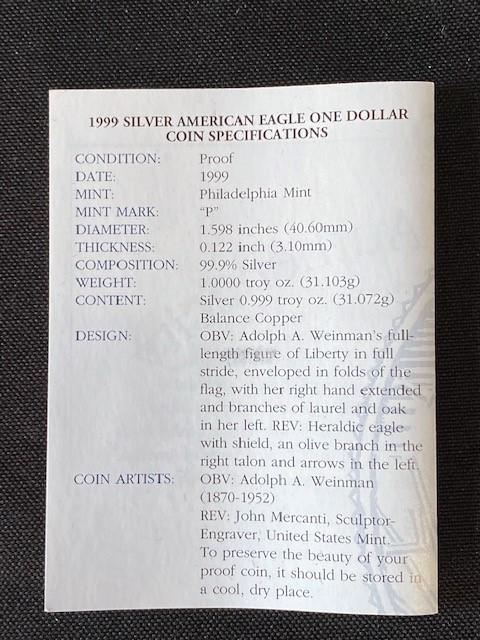 1999 SILVER AMERICAN EAGLE ONE DOLLAR
COIN SPECIFICATIONS
CONDITION: Proof
DATE: 1999
MINT: Philadelphia Mint
MINT MARK: “P”
DIAMETER: 1.598 inches (40.60mm)
THICKNESS: 0.122 inch (3.10mm)
COMPOSITION: 99.9% Silver
WEIGHT: 1.0000 troy oz. (31.103g)
CONTENT: Silver 0.999 troy oz. (31.072g)
Balance Copper
DESIGN: OBV: Adolph A. Weinman’s full-
length figure of Liberty in full
stride, enveloped in folds of the
flag, with her right hand extended
and branches of laurel and oak
in her left. REV: Heraldic eagle
with shield, an olive branch in the
right talon and arrows in the left.
COIN ARTISTS: OBV: Adolph A. Weinman
(1870-1952)
REV: John Mercanti, Sculptor-
Engraver, United States Mint.
To preserve the beauty of your
proof coin, it should be stored in
a cool, dry place.